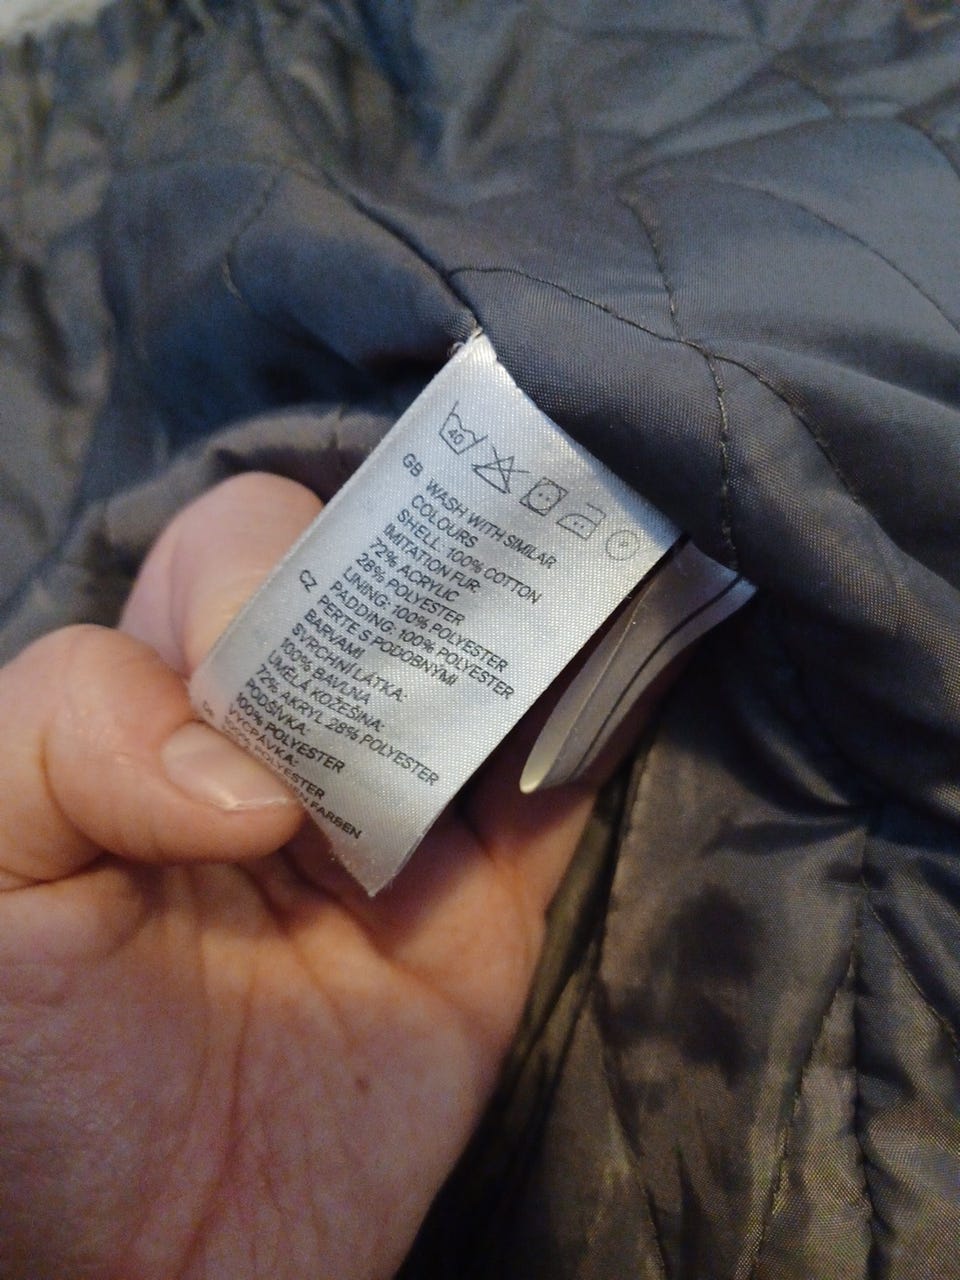 40
GB WASH WITH SIMILAR
COLOURS
SHELL: 100% COTTON
IMITATION FUR:
72% ACRYLIC
28% POLYESTER
LINING: 100% POLYESTER
PADDING: 100% POLYESTER
CZ PERTE S PODOBNÝMI
BARVAMI
SVRCHNÍ LÁTKA:
100% BAVLNA
UMĚLÁ KOŽEŠINA:
72% AKRYL 28% POLYESTER
PODŠÍVKA:
100% POLYESTER
VYCPÁVKA:
100% POLYESTER
FARBEN